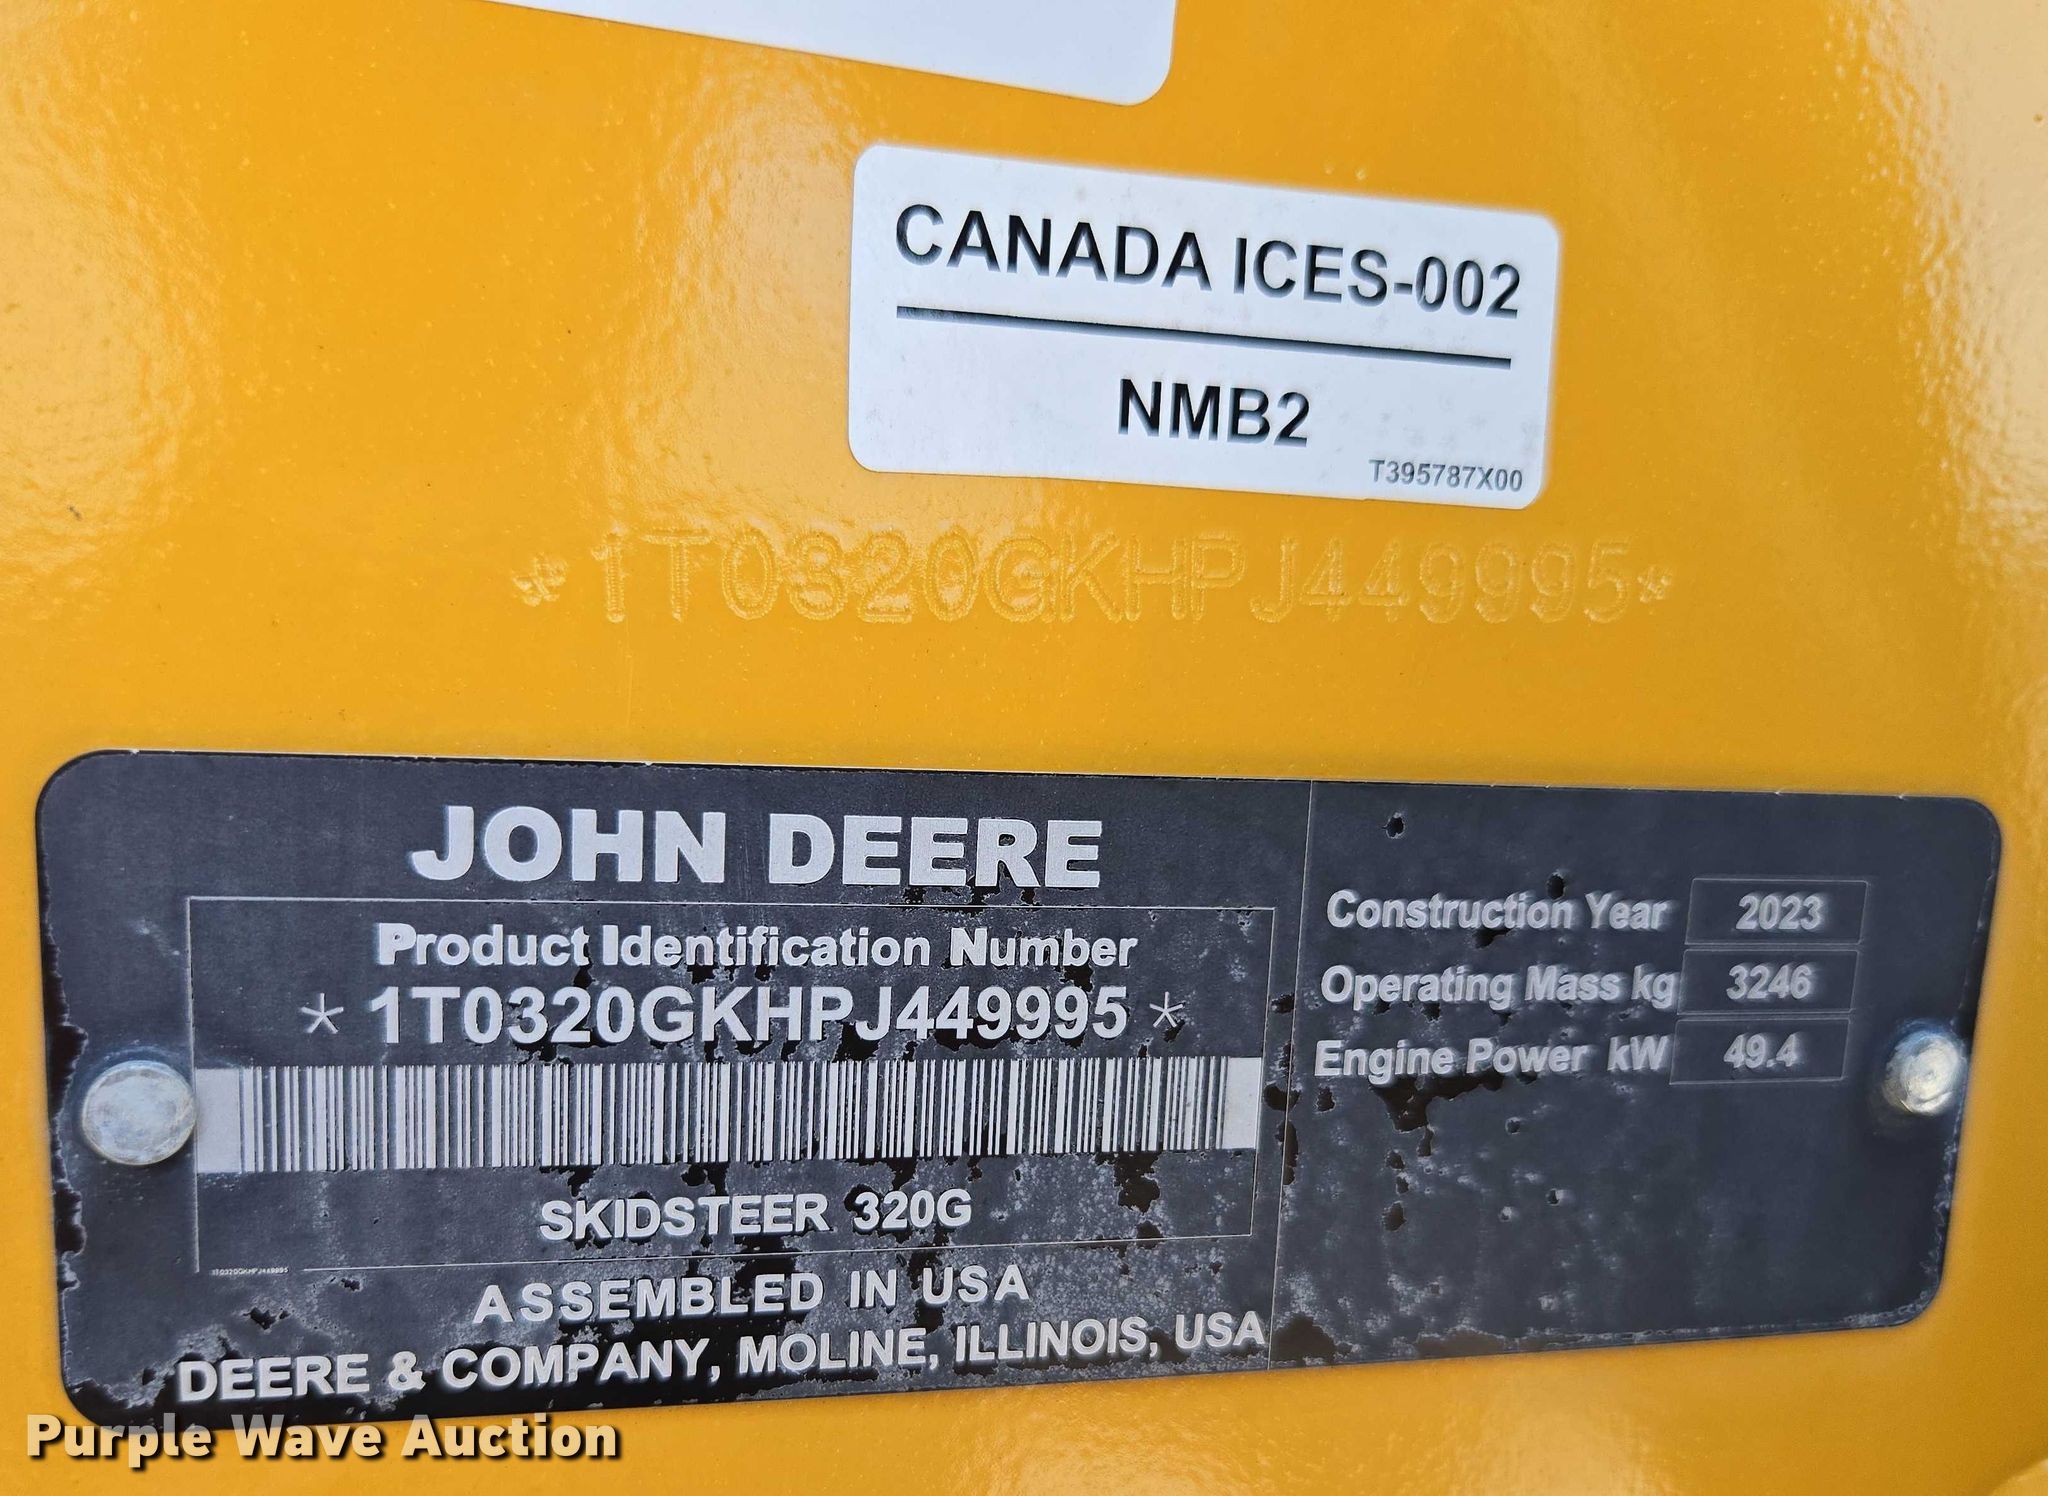 CANADA ICES-002
NMB2
T395787X00
*1T0320GKHPJ449995*
JOHN DEERE
Product Identification Number
* 1T0320GKHPJ449995 *
SKIDSTEER 320G
1T0320GKHPJ449995
ASSEMBLED IN USA
DEERE & COMPANY, MOLINE, ILLINOIS, USA
Construction Year 2023
Operating Mass kg 3246
Engine Power kW 49.4
Purple Wave Auction